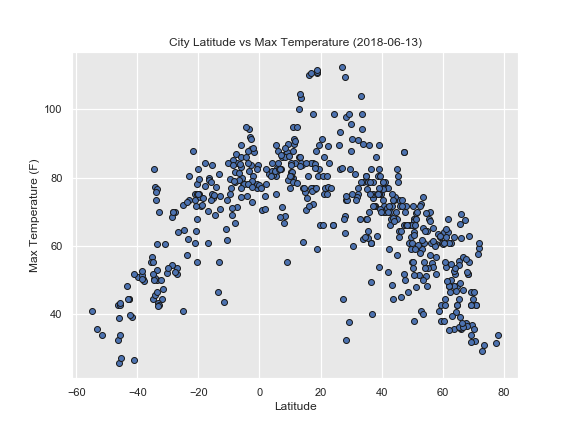 City Latitude vs Max Temperature (2018-06-13)
Max Temperature (F)
100
80
60
40
−60 −40 −20 0 20 40 60 80
Latitude